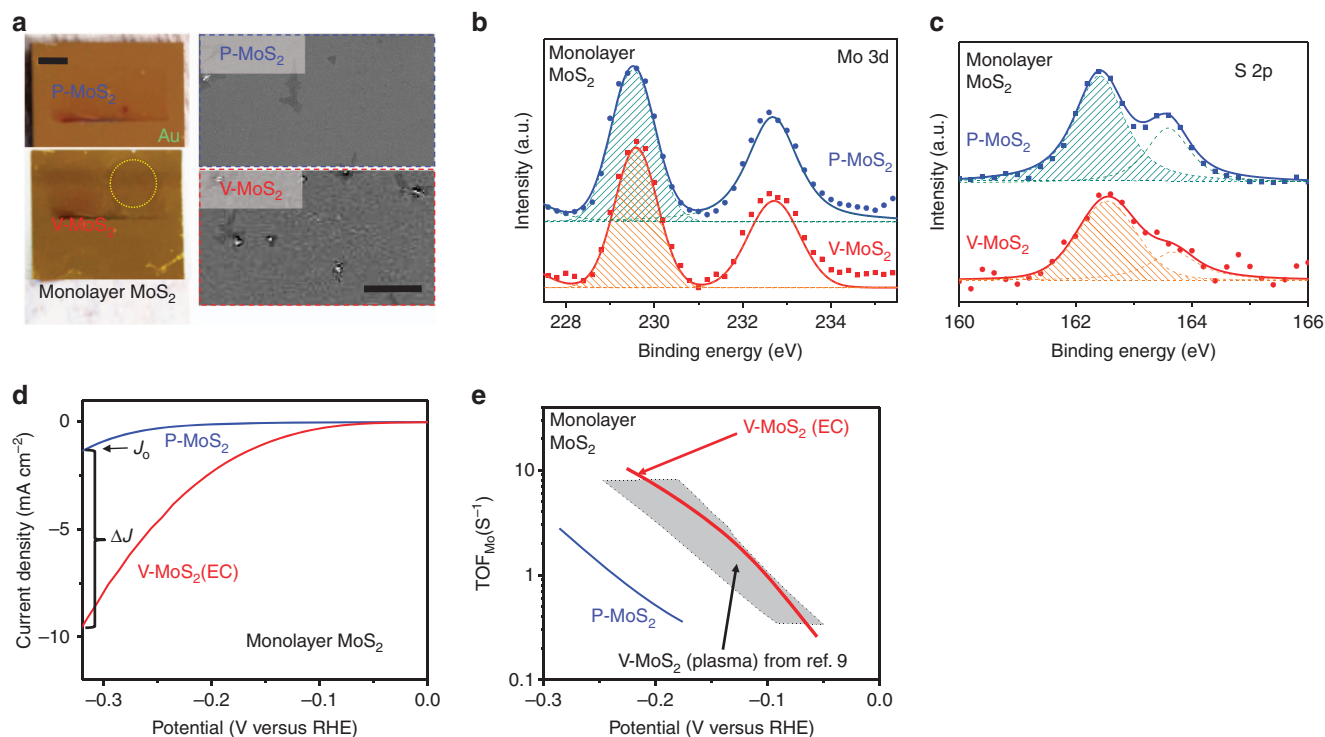 a
P-MoS2
Au
V-MoS2
Monolayer MoS2
P-MoS2
V-MoS2
b
Monolayer
MoS2
Mo 3d
P-MoS2
V-MoS2
Intensity (a.u.)
228 230 232 234
Binding energy (eV)
c
Monolayer
MoS2
S 2p
P-MoS2
V-MoS2
Intensity (a.u.)
160 162 164 166
Binding energy (eV)
d
0
−5
−10
Current density (mA cm−2)
P-MoS2
Jo
ΔJ
V-MoS2(EC)
Monolayer MoS2
−0.3 −0.2 −0.1 0.0
Potential (V versus RHE)
e
Monolayer
MoS2
V-MoS2 (EC)
10
1
0.1
TOFMo(S−1)
P-MoS2
V-MoS2 (plasma) from ref. 9
−0.3 −0.2 −0.1 0.0
Potential (V versus RHE)